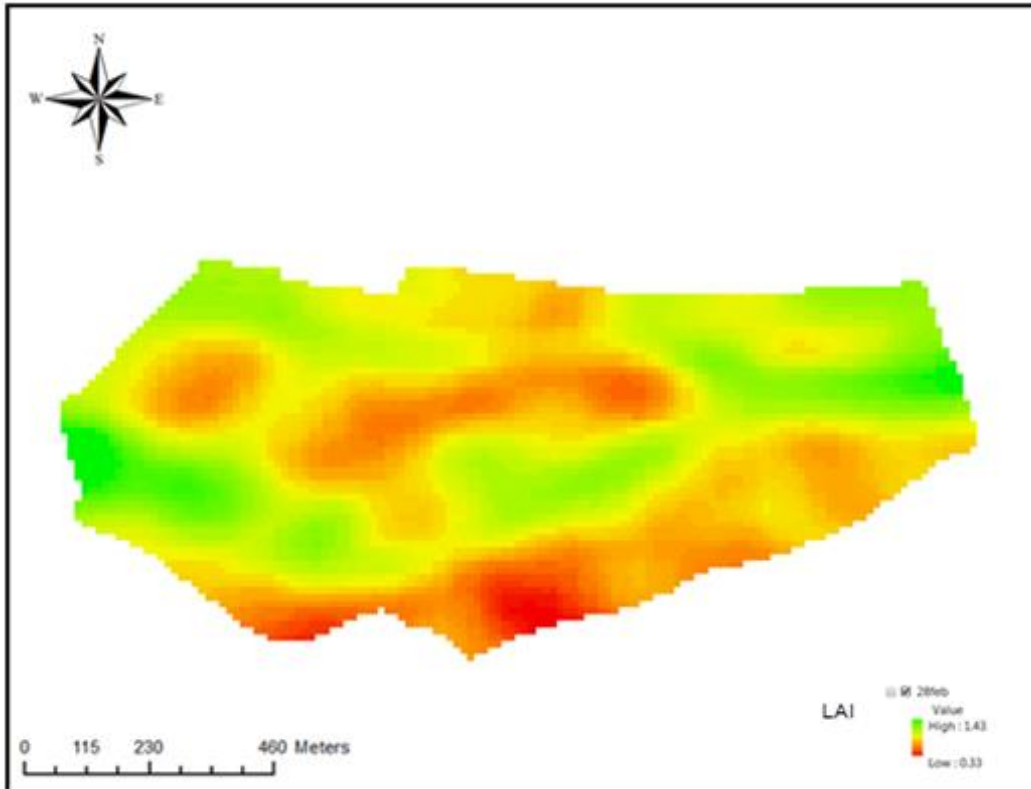 N
W E
S
LAI
28feb
Value
High : 1.43
Low : 0.33
0 115 230 460 Meters